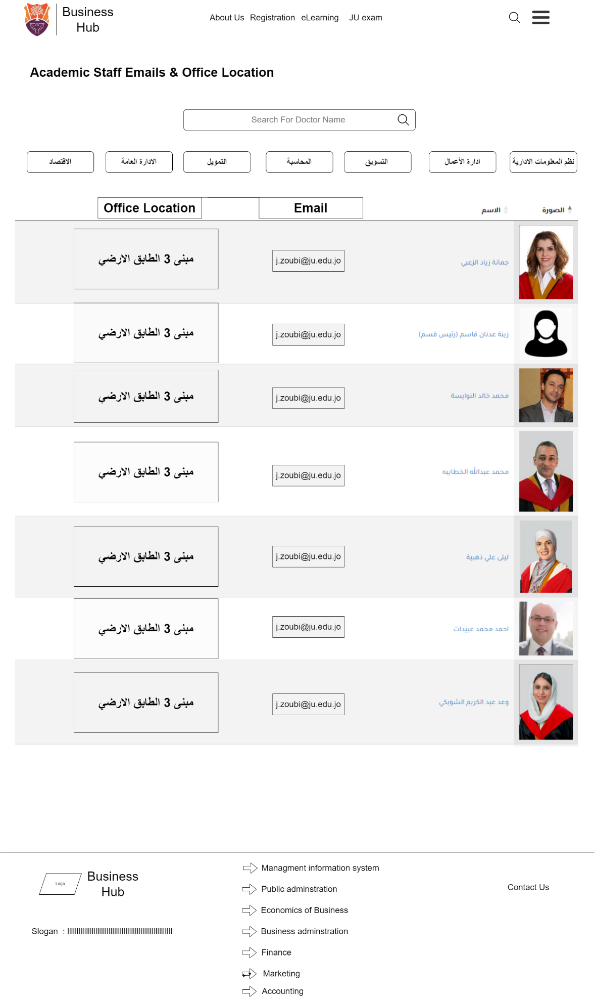 Business
Hub
About Us Registration eLearning JU exam
Academic Staff Emails & Office Location
Search For Doctor Name
نظم المعلومات الادارية
ادارة الأعمال
التسويق
المحاسبة
التمويل
الادارة العامة
الاقتصاد
الصورة
الاسم
Email
Office Location
جمانة زياد الزعبي
j.zoubi@ju.edu.jo
مبنى 3 الطابق الارضي
زينة عدنان قاسم (رئيس قسم)
j.zoubi@ju.edu.jo
مبنى 3 الطابق الارضي
محمد خالد النوايسة
j.zoubi@ju.edu.jo
مبنى 3 الطابق الارضي
محمد عبدالله الخطايبه
j.zoubi@ju.edu.jo
مبنى 3 الطابق الارضي
ليلى علي ذهبية
j.zoubi@ju.edu.jo
مبنى 3 الطابق الارضي
احمد محمد عبيدات
j.zoubi@ju.edu.jo
مبنى 3 الطابق الارضي
وعد عبد الكريم الشوبكي
j.zoubi@ju.edu.jo
مبنى 3 الطابق الارضي
Logo
Business
Hub
Slogan :
Managment information system
Public adminstration
Economics of Business
Business adminstration
Finance
Marketing
Accounting
Contact Us